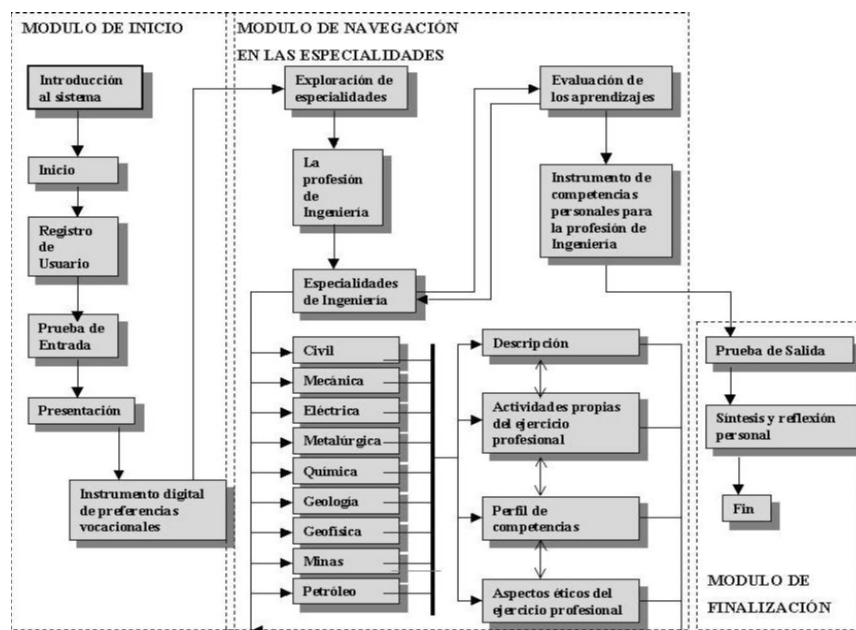 MODULO DE INICIO
Introducción
al sistema
Inicio
Registro
de
Usuario
Prueba de
Entrada
Presentación
Instrumento digital
de preferencias
vocacionales
MODULO DE NAVEGACIÓN
EN LAS ESPECIALIDADES
Exploración de
especialidades
La
profesión
de
Ingeniería
Especialidades
de Ingeniería
Civil
Mecánica
Eléctrica
Metalúrgica
Química
Geología
Geofísica
Minas
Petróleo
Evaluación de
los aprendizajes
Instrumento de
competencias
personales para
la profesión de
Ingeniería
Descripción
Actividades propias
del ejercicio
profesional
Perfil de
competencias
Aspectos éticos del
ejercicio profesional
Prueba de Salida
Síntesis y reflexión
personal
Fin
MODULO DE
FINALIZACIÓN